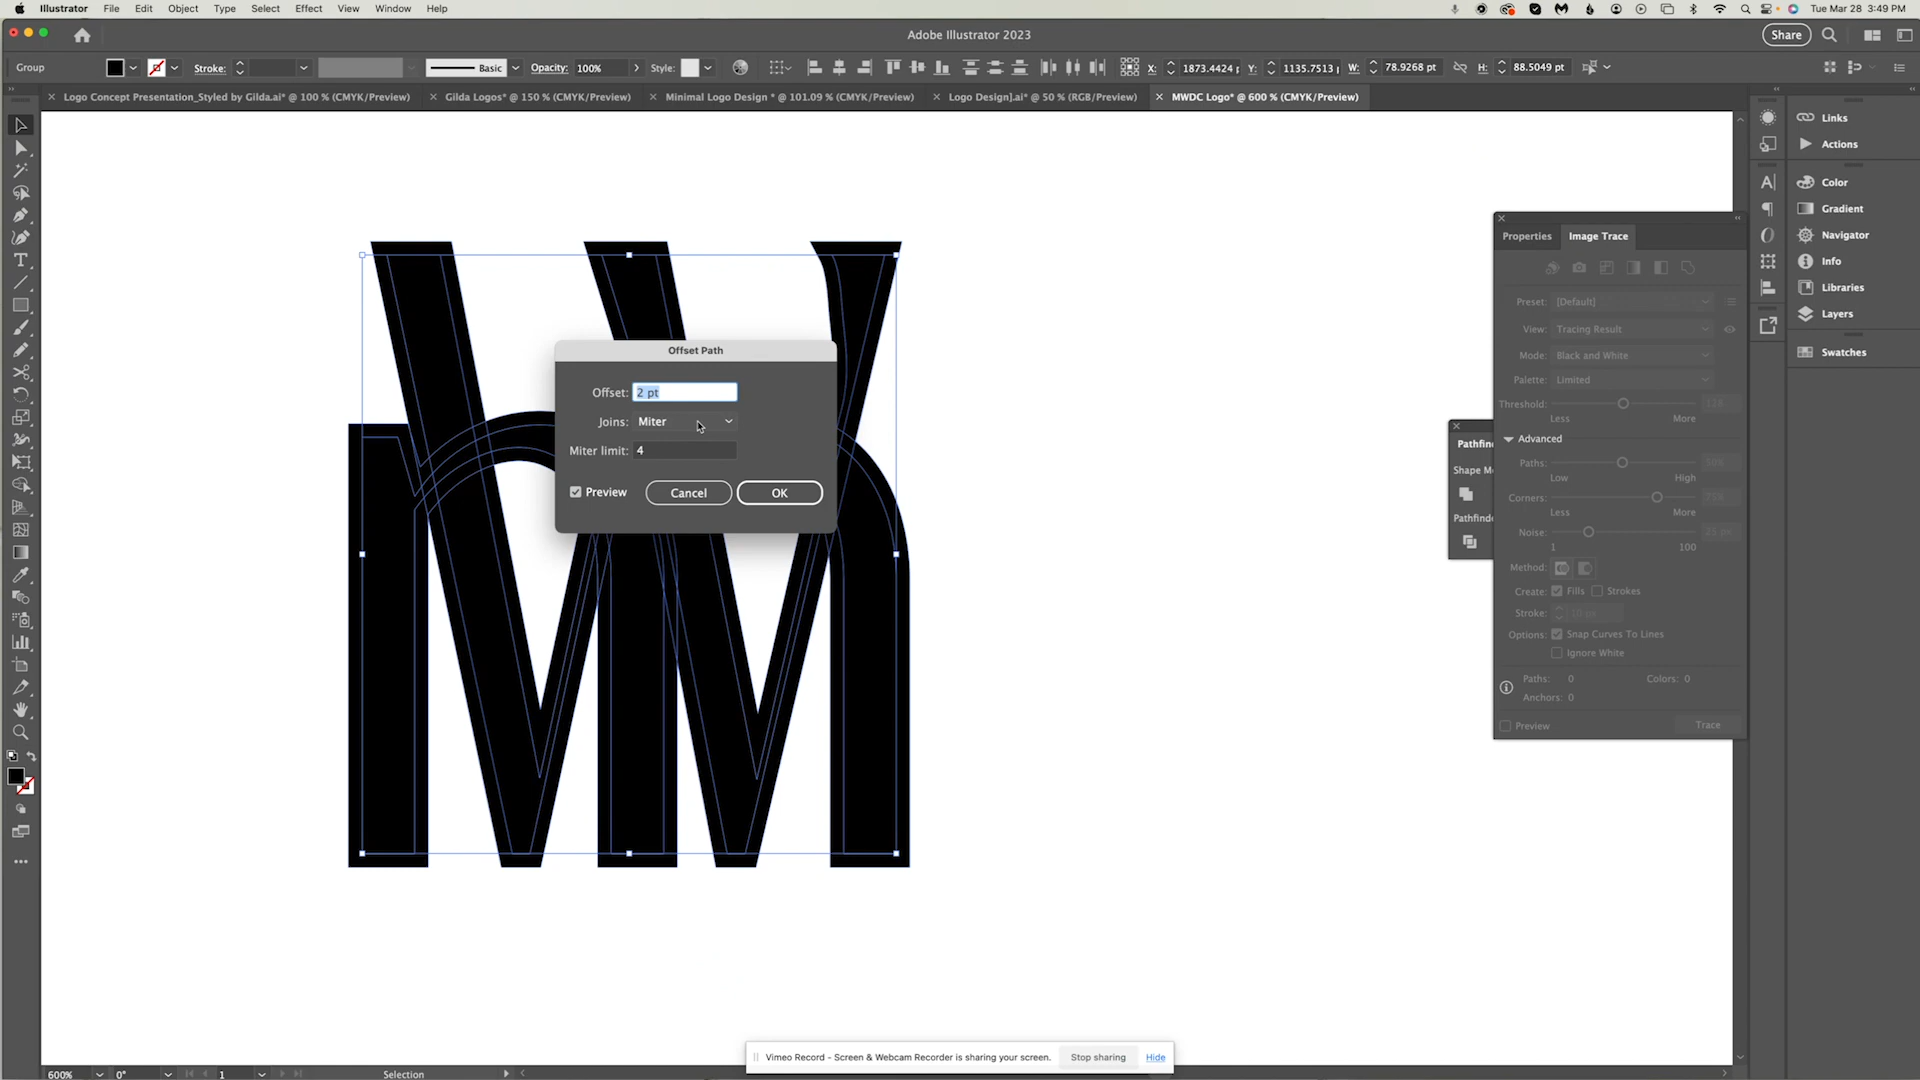 Illustrator File Edit Object Type Select Effect View Window Help
Tue Mar 28 3:49 PM
Adobe Illustrator 2023
Share
Group Stroke: Basic Opacity: 100% Style: X: 1873.4424 Y: 1135.7513 W: 78.9268 pt H: 88.5049 pt
Logo Concept Presentation_Styled by Gilda.ai* @ 100 % (CMYK/Preview)
Gilda Logos* @ 150 % (CMYK/Preview)
Minimal Logo Design * @ 101.09 % (CMYK/Preview)
Logo Design].ai* @ 50 % (RGB/Preview)
MWDC Logo* @ 600 % (CMYK/Preview)
Links
Actions
Color
Gradient
Navigator
Info
Libraries
Layers
Swatches
Offset Path
Offset: 2 pt
Joins: Miter
Miter limit: 4
Preview Cancel OK
Properties Image Trace
Preset: [Default]
View: Tracing Result
Mode: Black and White
Palette: Limited
Threshold:
Less More
Advanced
Paths: 50%
Low High
Corners: 75%
Less More
Noise: 25 px
1 100
Method:
Create: Fills Strokes
Stroke: 10 px
Options: Snap Curves To Lines
Ignore White
Paths: 0 Colors: 0
Anchors: 0
Preview Trace
Pathfin
Shape M
Pathfind
Vimeo Record - Screen & Webcam Recorder is sharing your screen. Stop sharing Hide
600% 0° 1 Selection